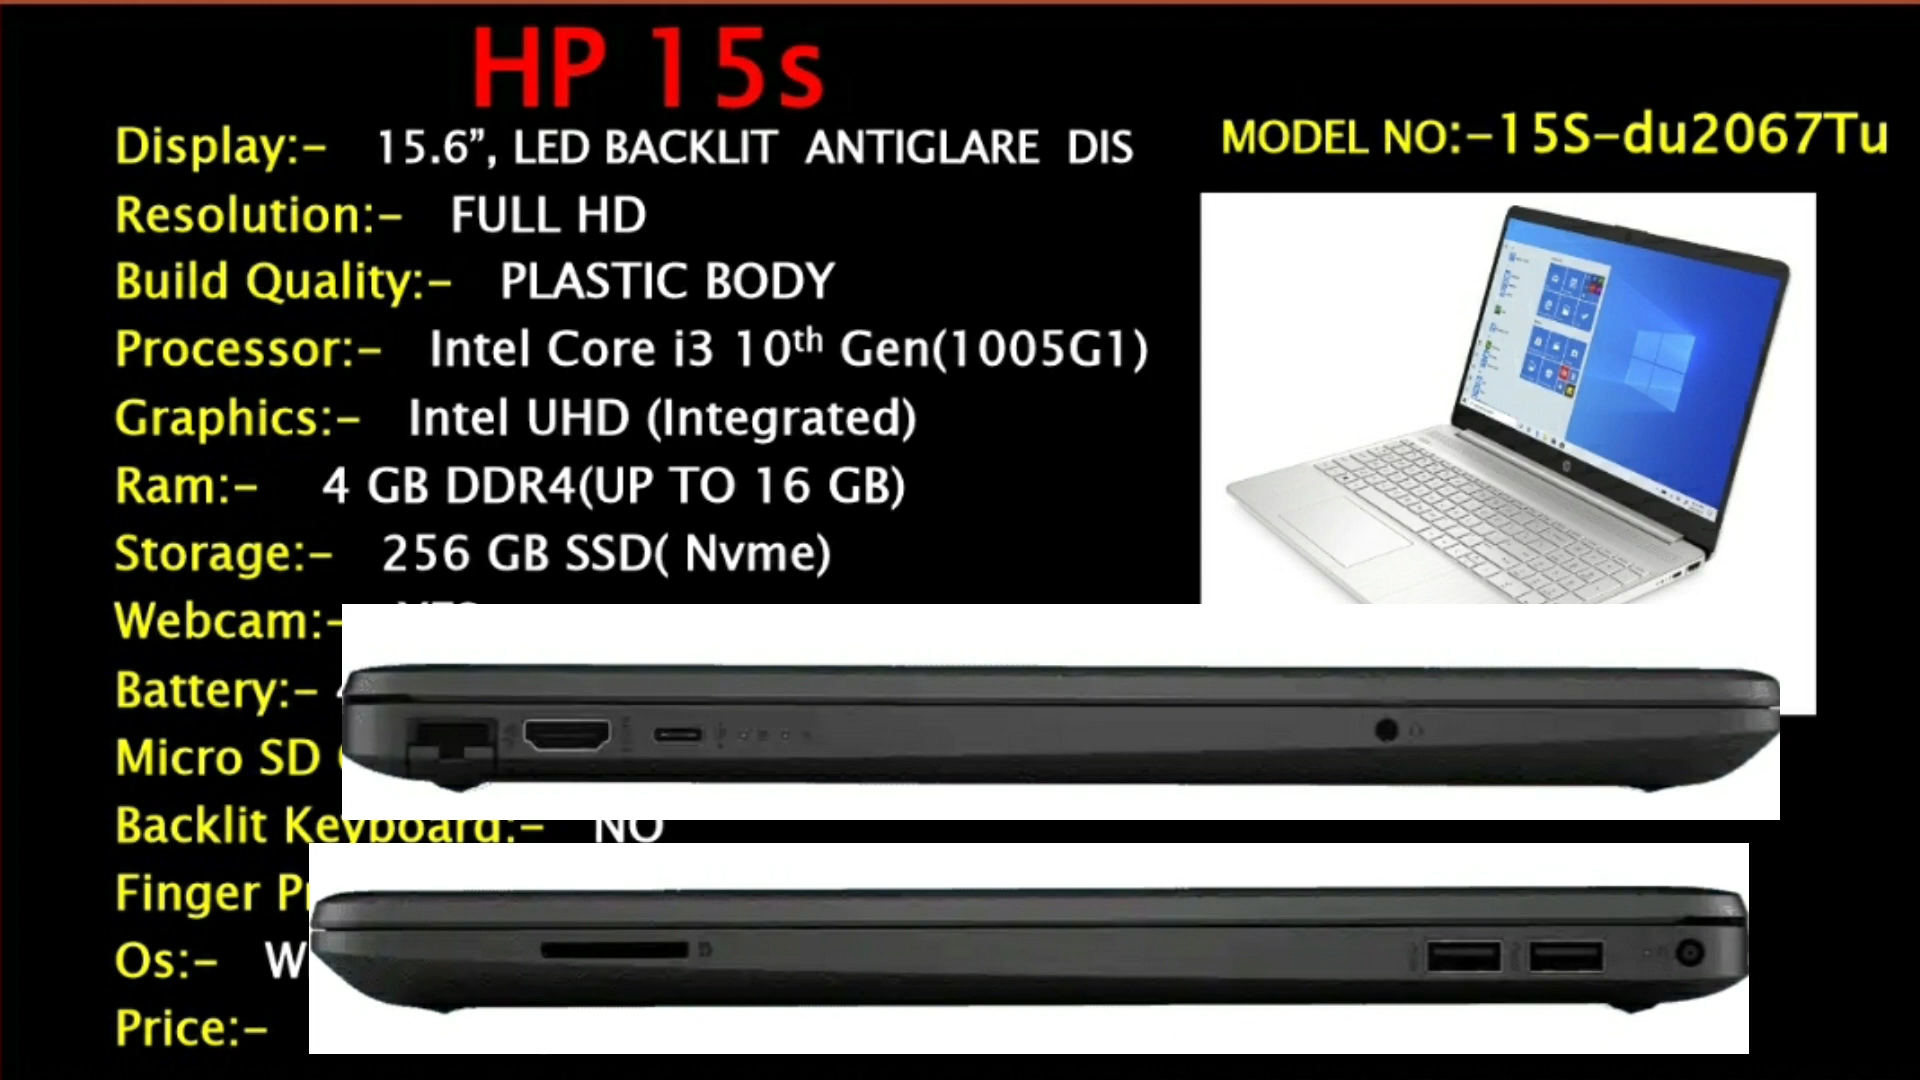 HP 15s
Display:- 15.6”, LED BACKLIT ANTIGLARE DIS
MODEL NO:-15S-du2067Tu
Resolution:- FULL HD
Build Quality:- PLASTIC BODY
Processor:- Intel Core i3 10th Gen(1005G1)
Graphics:- Intel UHD (Integrated)
Ram:- 4 GB DDR4(UP TO 16 GB)
Storage:- 256 GB SSD( Nvme)
Webcam:-
Battery:-
Micro SD
Backlit Keyboard:- NO
Finger
Os:-
Price:-